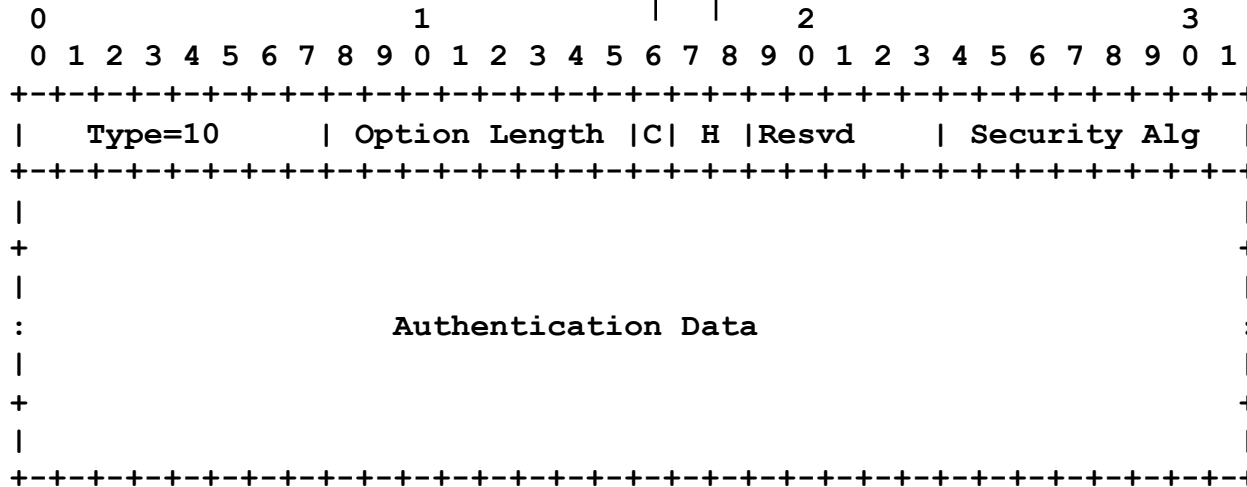 0                   1                   2                   3
0 1 2 3 4 5 6 7 8 9 0 1 2 3 4 5 6 7 8 9 0 1 2 3 4 5 6 7 8 9 0 1
+-+-+-+-+-+-+-+-+-+-+-+-+-+-+-+-+-+-+-+-+-+-+-+-+-+-+-+-+-+-+-+-+
|   Type=10     | Option Length |C| H |Resvd    | Security Alg  |
+-+-+-+-+-+-+-+-+-+-+-+-+-+-+-+-+-+-+-+-+-+-+-+-+-+-+-+-+-+-+-+-+
|                                                               |
+                                                               +
|                                                               |
:                   Authentication Data                         :
|                                                               |
+                                                               +
|                                                               |
+-+-+-+-+-+-+-+-+-+-+-+-+-+-+-+-+-+-+-+-+-+-+-+-+-+-+-+-+-+-+-+-+